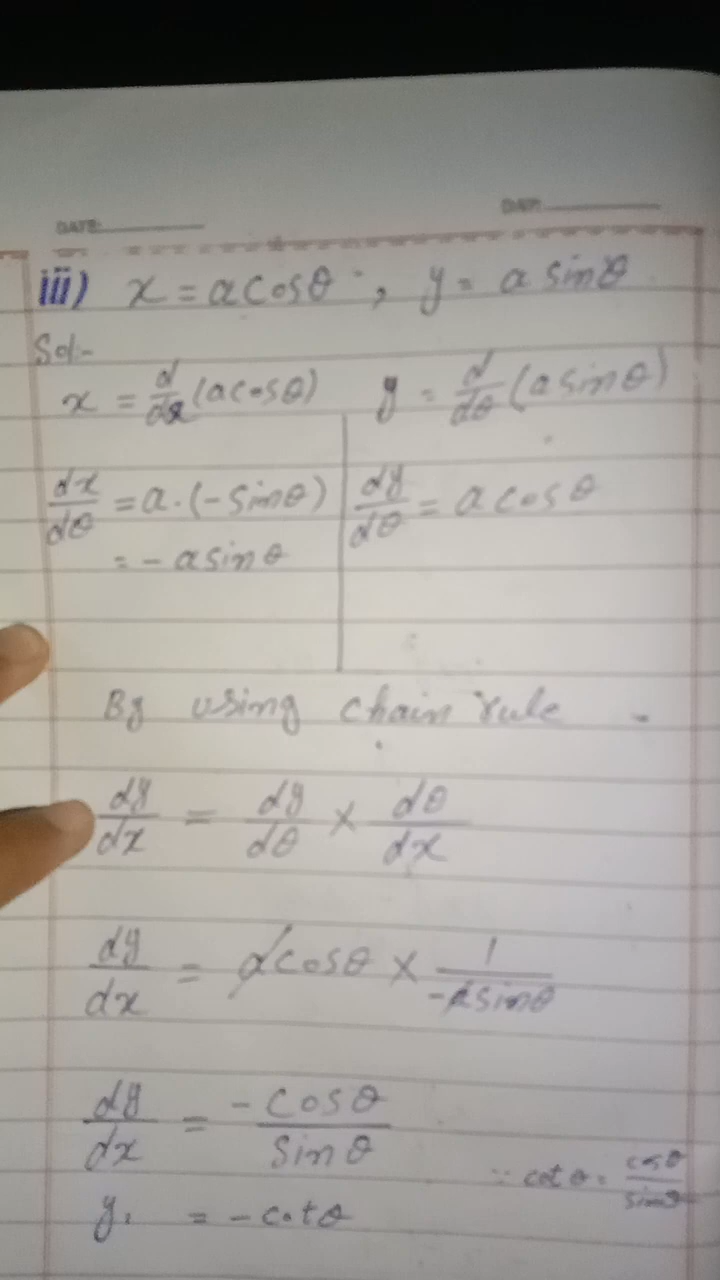 DATE:
DATE:
iii) x = a cosθ , y = a sinθ
Sol:-
x = d/dx (a cosθ) y = d/dθ (a sinθ)
dx/dθ = a.(-sinθ) dy/dθ = a cosθ
= - a sinθ
By using chain rule -
dy/dx = dy/dθ × dθ/dx
dy/dx = a cosθ × 1/-a sinθ
dy/dx = - cosθ/sinθ
∵ cotθ = cosθ/sinθ
y₁ = - cotθ